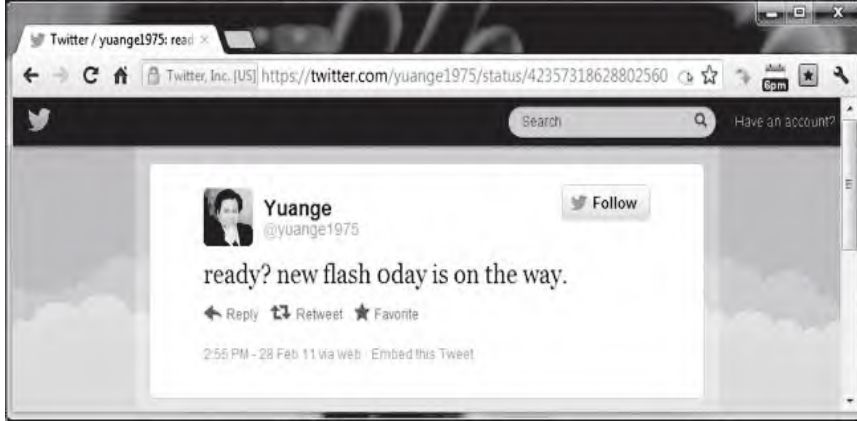 Twitter / yuange1975: read
Twitter, Inc. [US] https://twitter.com/yuange1975/status/42357318628802560
6pm
Search
Have an account?
Yuange
@yuange1975
Follow
ready? new flash 0day is on the way.
Reply Retweet Favorite
2:55 PM - 28 Feb 11 via web · Embed this Tweet